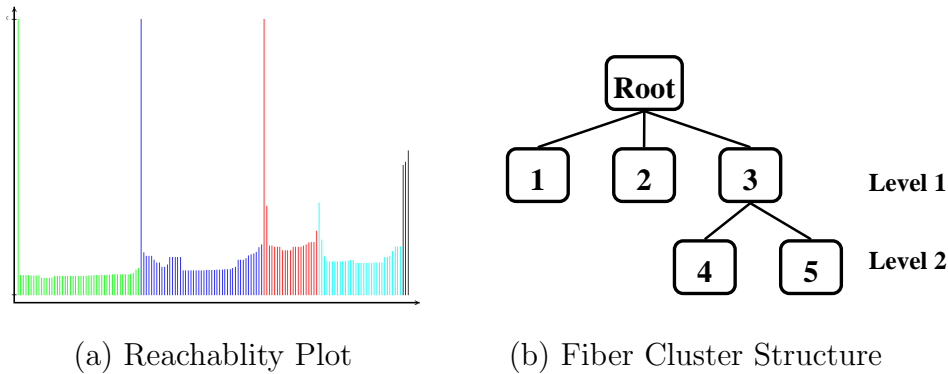 Root
1 2 3
Level 1
4 5
Level 2
(a) Reachablity Plot
(b) Fiber Cluster Structure